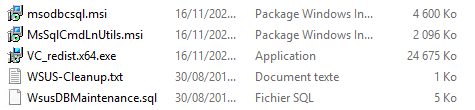 msodbcsql.msi 16/11/202... Package Windows In... 4 600 Ko
MsSqlCmdLnUtils.msi 16/11/202... Package Windows In... 2 096 Ko
VC_redist.x64.exe 16/11/202... Application 24 675 Ko
WSUS-Cleanup.txt 30/08/201... Document texte 1 Ko
WsusDBMaintenance.sql 30/08/201... Fichier SQL 5 Ko